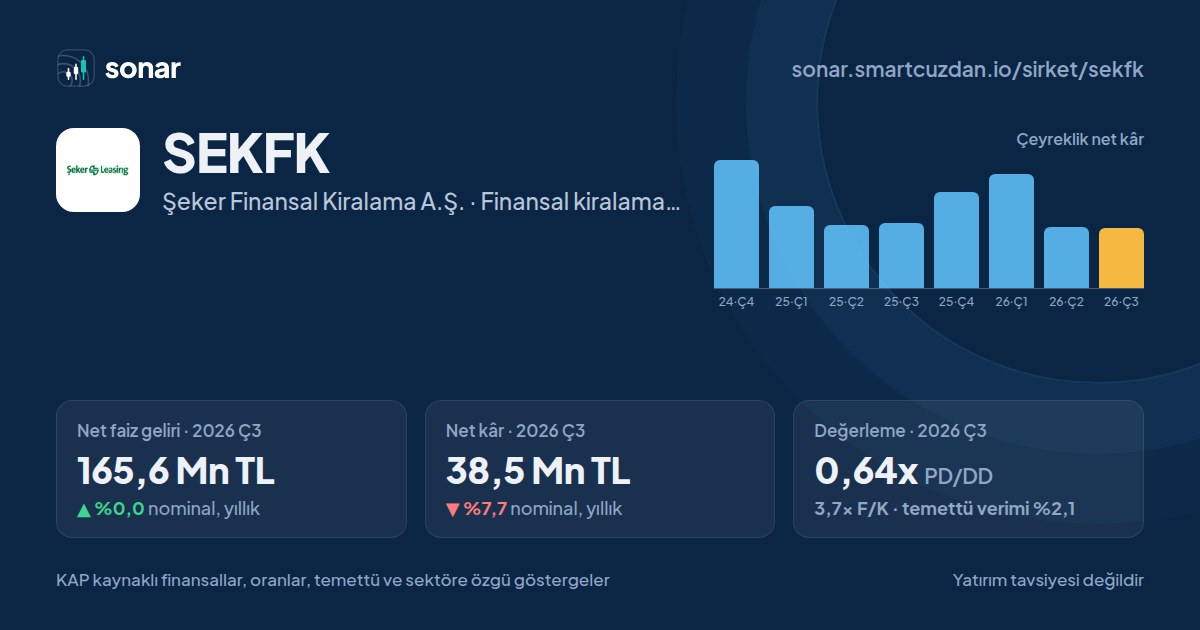 sonar
sonar.smartcuzdan.io/sirket/sekfk
Şeker Leasing
SEKFK
Şeker Finansal Kiralama A.Ş. · Finansal kiralama…
Çeyreklik net kâr
24·Ç4 25·Ç1 25·Ç2 25·Ç3 25·Ç4 26·Ç1 26·Ç2 26·Ç3
Net faiz geliri · 2026 Ç3
165,6 Mn TL
▲ %0,0 nominal, yıllık
Net kâr · 2026 Ç3
38,5 Mn TL
▼ %7,7 nominal, yıllık
Değerleme · 2026 Ç3
0,64x PD/DD
3,7× F/K · temettü verimi %2,1
KAP kaynaklı finansallar, oranlar, temettü ve sektöre özgü göstergeler
Yatırım tavsiyesi değildir